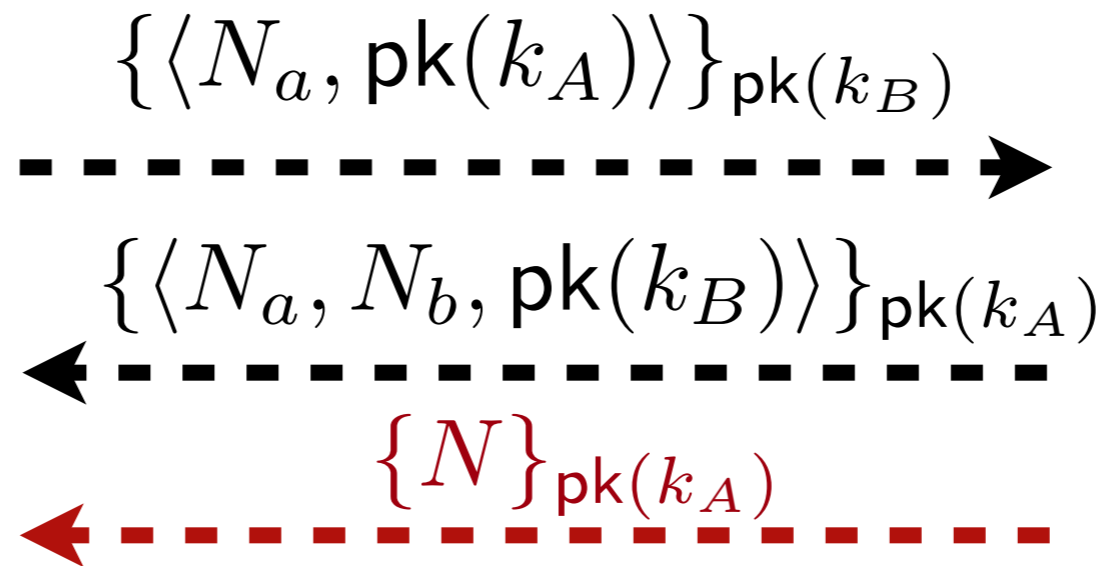 {⟨N_a, pk(k_A)⟩}_pk(k_B)
{⟨N_a, N_b, pk(k_B)⟩}_pk(k_A)
{N}_pk(k_A)